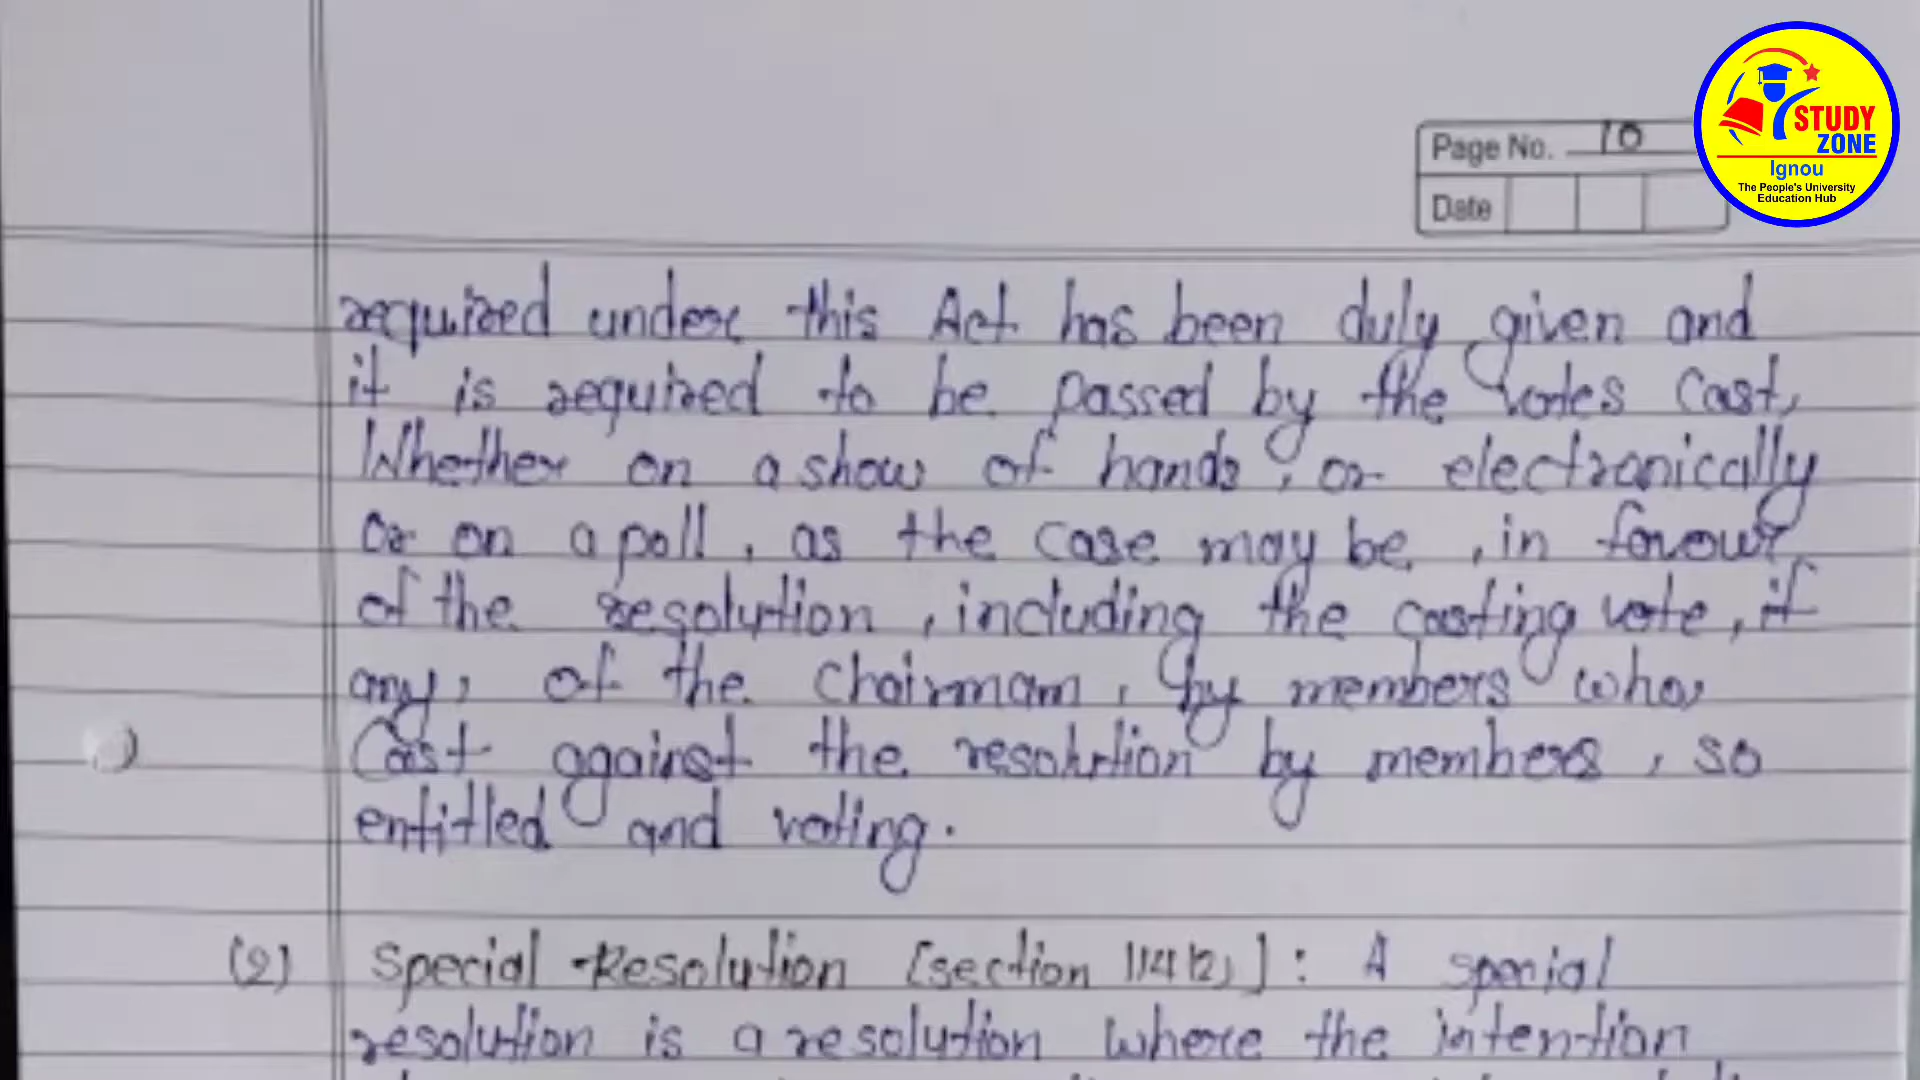 Page No. 10
Date
STUDY
ZONE
Ignou
The People's University
Education Hub
required under this Act has been duly given and
it is required to be passed by the votes cast,
Whether on a show of hands, or electronically
or on a poll, as the case may be, in favour
of the resolution, including the casting vote, if
any, of the Chairmam, by members who,
Cast against the resolution by members, so
entitled and voting.
(2) Special Resolution [section 114(2)]: A special
resolution is a resolution where the intention